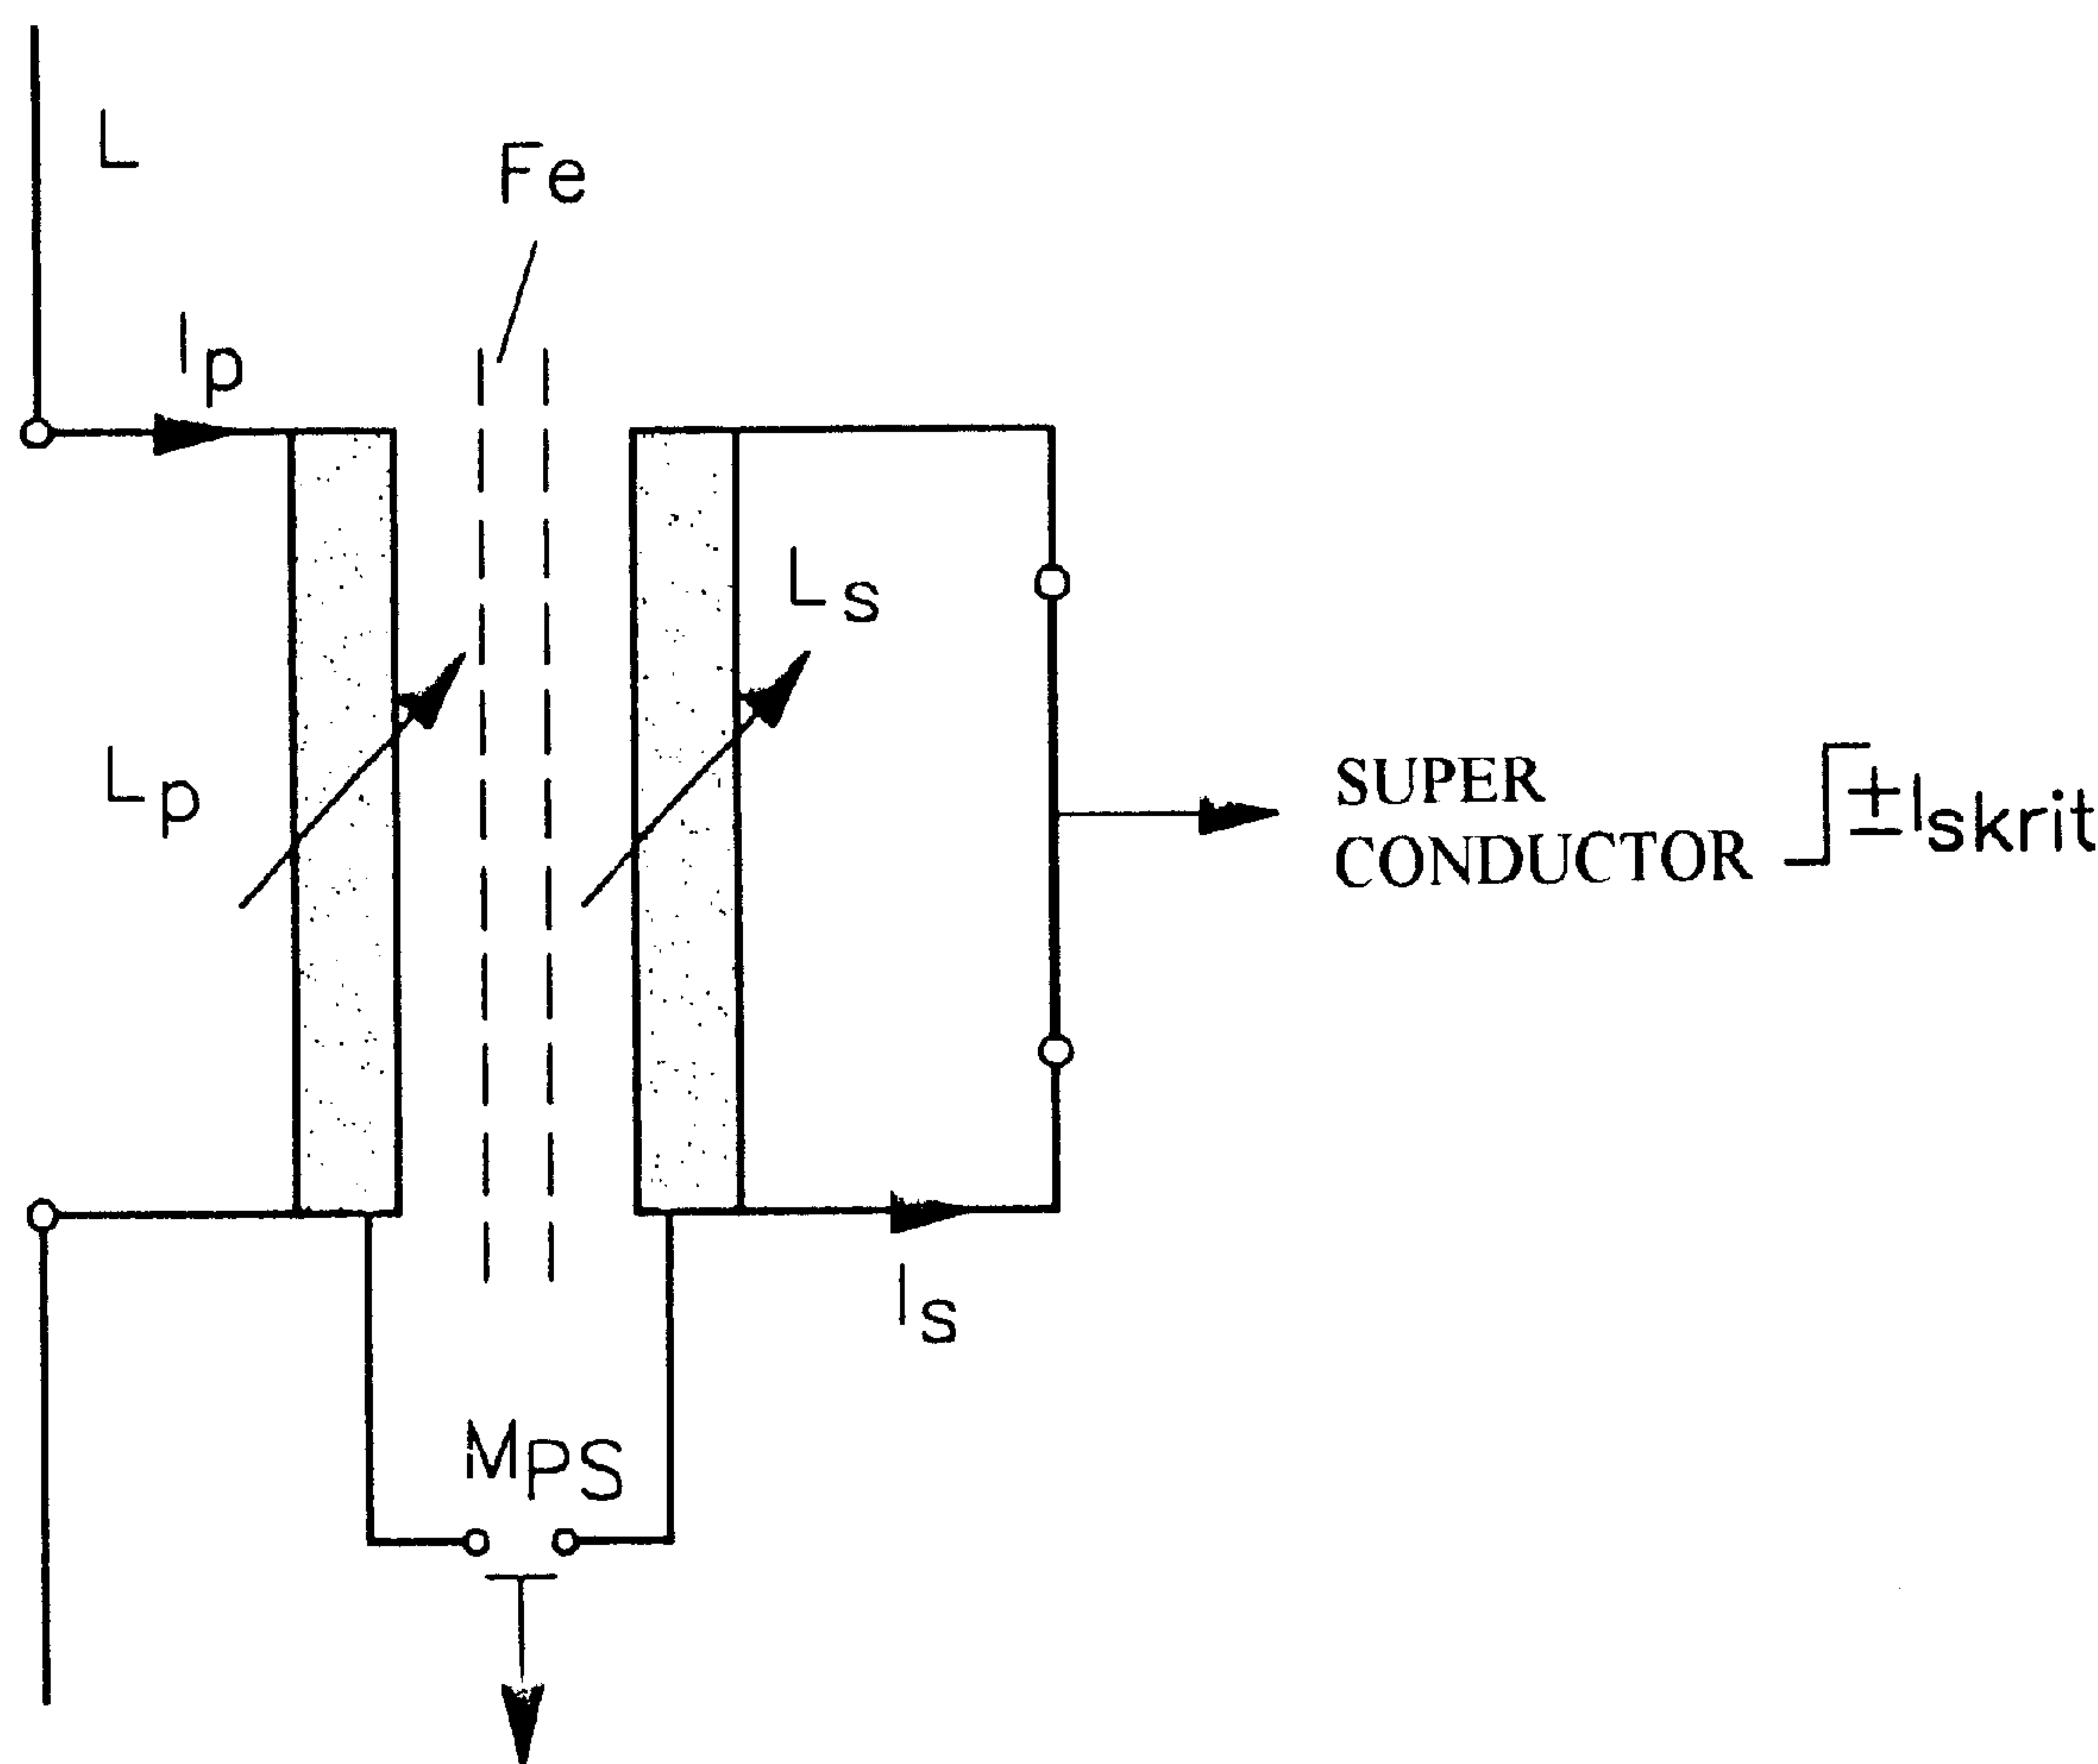 L
Fe
Ip
Ls
Lp
SUPER
CONDUCTOR
±Iskrit
Is
MPS